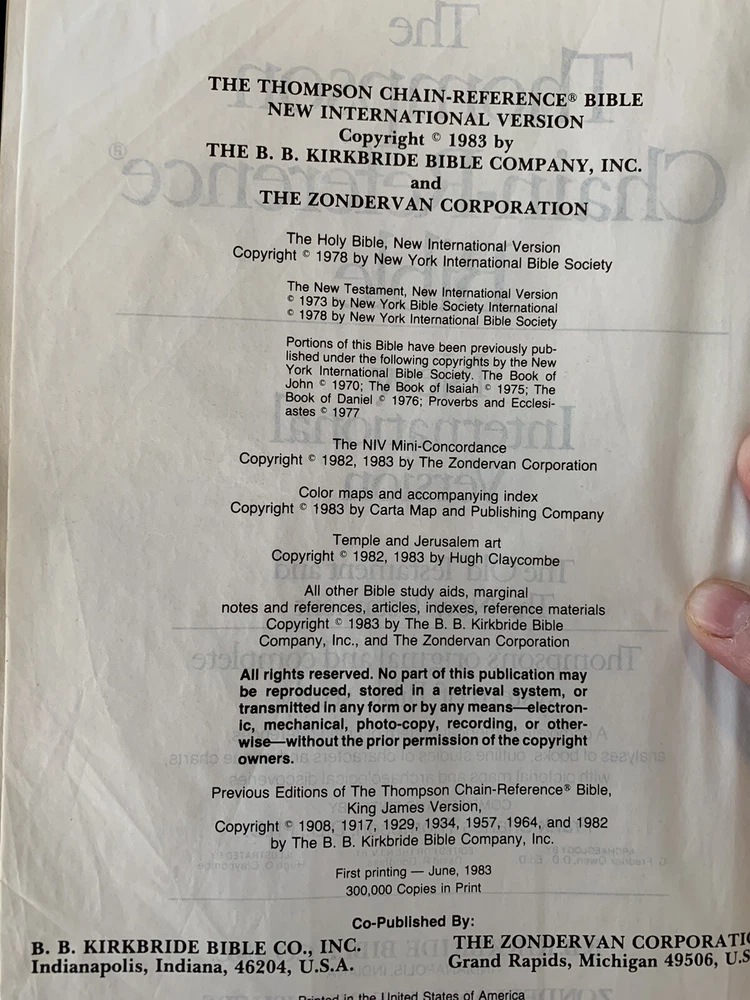 THE THOMPSON CHAIN-REFERENCE® BIBLE
NEW INTERNATIONAL VERSION
Copyright © 1983 by
THE B. B. KIRKBRIDE BIBLE COMPANY, INC.
and
THE ZONDERVAN CORPORATION
The Holy Bible, New International Version
Copyright © 1978 by New York International Bible Society
The New Testament, New International Version
© 1973 by New York Bible Society International
© 1978 by New York International Bible Society
Portions of this Bible have been previously pub-
lished under the following copyrights by the New
York International Bible Society. The Book of
John © 1970; The Book of Isaiah © 1975; The
Book of Daniel © 1976; Proverbs and Ecclesi-
astes © 1977
The NIV Mini-Concordance
Copyright © 1982, 1983 by The Zondervan Corporation
Color maps and accompanying index
Copyright © 1983 by Carta Map and Publishing Company
Temple and Jerusalem art
Copyright © 1982, 1983 by Hugh Claycombe
All other Bible study aids, marginal
notes and references, articles, indexes, reference materials
Copyright © 1983 by The B. B. Kirkbride Bible
Company, Inc., and The Zondervan Corporation
All rights reserved. No part of this publication may
be reproduced, stored in a retrieval system, or
transmitted in any form or by any means—electron-
ic, mechanical, photo-copy, recording, or other-
wise—without the prior permission of the copyright
owners.
Previous Editions of The Thompson Chain-Reference® Bible,
King James Version,
Copyright © 1908, 1917, 1929, 1934, 1957, 1964, and 1982
by The B. B. Kirkbride Bible Company, Inc.
First printing — June, 1983
300,000 Copies in Print
Co-Published By:
B. B. KIRKBRIDE BIBLE CO., INC. THE ZONDERVAN CORPORATIO
Indianapolis, Indiana, 46204, U.S.A. Grand Rapids, Michigan 49506, U.S
Printed in the United States of America